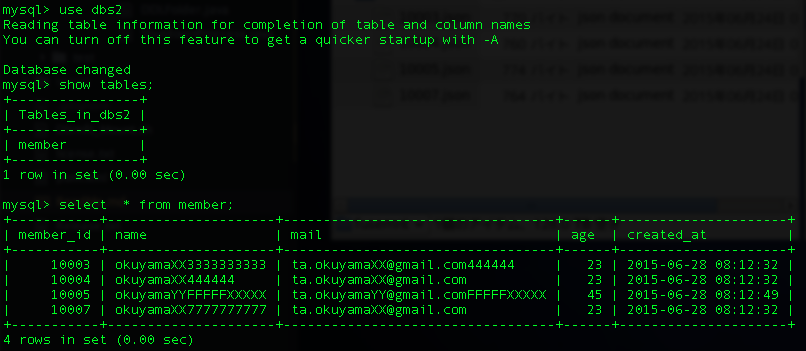 mysql> use dbs2
Reading table information for completion of table and column names
You can turn off this feature to get a quicker startup with -A

Database changed
mysql> show tables;
+----------------+
| Tables_in_dbs2 |
+----------------+
| member         |
+----------------+
1 row in set (0.00 sec)

mysql> select  * from member;
+-----------+---------------------+--------------------------------+------+---------------------+
| member_id | name                | mail                           | age  | created_at          |
+-----------+---------------------+--------------------------------+------+---------------------+
|     10003 | okuyamaXX3333333333 | ta.okuyamaXX@gmail.com444444   |   23 | 2015-06-28 08:12:32 |
|     10004 | okuyamaXX444444     | ta.okuyamaXX@gmail.com         |   23 | 2015-06-28 08:12:32 |
|     10005 | okuyamaYYFFFFFXXXXX | ta.okuyamaYY@gmail.comFFFFFXXXXX |   45 | 2015-06-28 08:12:49 |
|     10007 | okuyamaXX7777777777 | ta.okuyamaXX@gmail.com         |   23 | 2015-06-28 08:12:32 |
+-----------+---------------------+--------------------------------+------+---------------------+
4 rows in set (0.00 sec)